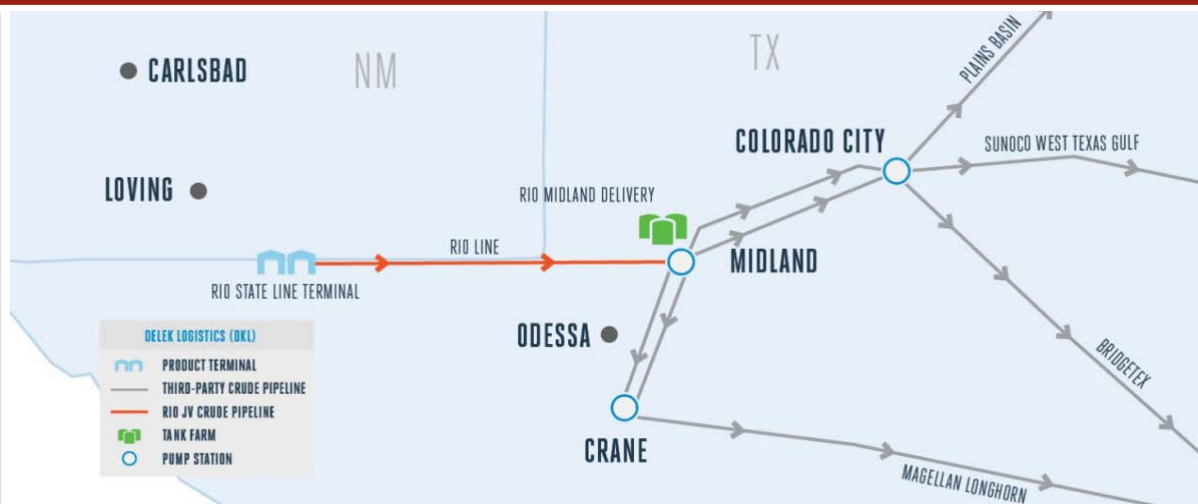 CARLSBAD
NM
TX
PLAINS BASIN
COLORADO CITY
SUNOCO WEST TEXAS GULF
LOVING
RIO MIDLAND DELIVERY
RIO LINE
MIDLAND
RIO STATE LINE TERMINAL
ODESSA
BRIDGETEX
CRANE
MAGELLAN LONGHORN
DELEK LOGISTICS (DKL)
PRODUCT TERMINAL
THIRD-PARTY CRUDE PIPELINE
RIO JV CRUDE PIPELINE
TANK FARM
PUMP STATION